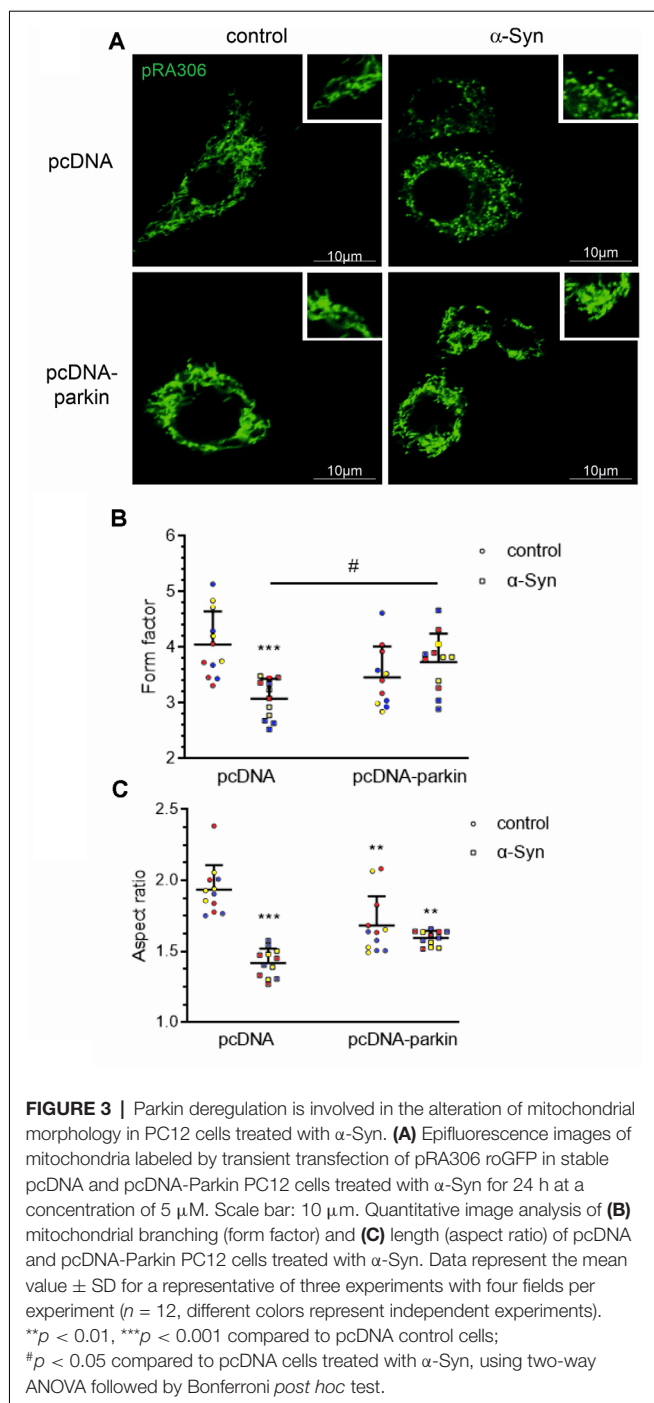 A
control α-Syn
pRA306
pcDNA
10µm 10µm
pcDNA-
parkin
10µm 10µm
B
6
control
α-Syn
#
5
***
Form factor
4
3
2
pcDNA pcDNA-parkin
C
2.5
control
α-Syn
**
2.0
***
**
Aspect ratio
1.5
1.0
pcDNA pcDNA-parkin
FIGURE 3 | Parkin deregulation is involved in the alteration of mitochondrial
morphology in PC12 cells treated with α-Syn. (A) Epifluorescence images of
mitochondria labeled by transient transfection of pRA306 roGFP in stable
pcDNA and pcDNA-Parkin PC12 cells treated with α-Syn for 24 h at a
concentration of 5 µM. Scale bar: 10 µm. Quantitative image analysis of (B)
mitochondrial branching (form factor) and (C) length (aspect ratio) of pcDNA
and pcDNA-Parkin PC12 cells treated with α-Syn. Data represent the mean
value ± SD for a representative of three experiments with four fields per
experiment (n = 12, different colors represent independent experiments).
**p < 0.01, ***p < 0.001 compared to pcDNA control cells;
#p < 0.05 compared to pcDNA cells treated with α-Syn, using two-way
ANOVA followed by Bonferroni post hoc test.